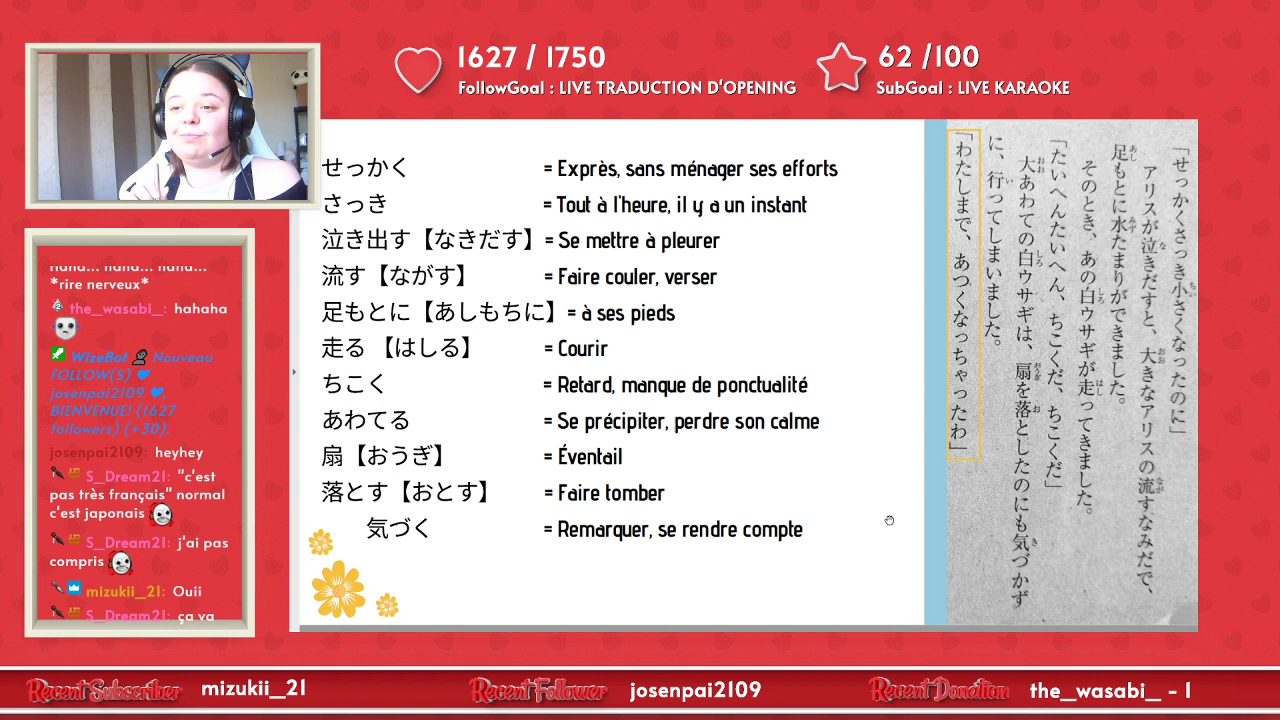 1627 / 1750
FollowGoal : LIVE TRADUCTION D'OPENING
62 /100
SubGoal : LIVE KARAOKE
せっかく = Exprès, sans ménager ses efforts
さっき = Tout à l'heure, il y a un instant
泣き出す【なきだす】= Se mettre à pleurer
流す【ながす】 = Faire couler, verser
足もとに【あしもちに】= à ses pieds
走る 【はしる】 = Courir
ちこく = Retard, manque de ponctualité
あわてる = Se précipiter, perdre son calme
扇【おうぎ】 = Éventail
落とす【おとす】 = Faire tomber
気づく = Remarquer, se rendre compte
「せっかくさっき小さくなったのに」
アリスが泣きだすと、大きなアリスの流すなみだで、
足もとに水たまりができました。
そのとき、あの白ウサギが走ってきました。
「たいへんたいへん、ちこくだ、ちこくだ」
大あわての白ウサギは、扇を落としたのにも気づかず
に、行ってしまいました。
「わたしまで、あつくなっちゃったわ」
haha... haha... haha...
*rire nerveux*
the_wasabi_: hahaha
WizeBot Nouveau
FOLLOW(S)
josenpai2109
BIENVENUE! (1627
followers) (+30).
josenpai2109: heyhey
S_Dream21: "c'est
pas très français" normal
c'est japonais
S_Dream21: j'ai pas
compris
mizukii_21: Ouii
S_Dream21: ça va
Recent Subscriber mizukii_21
Recent Follower josenpai2109
Recent Donation the_wasabi_ - 1